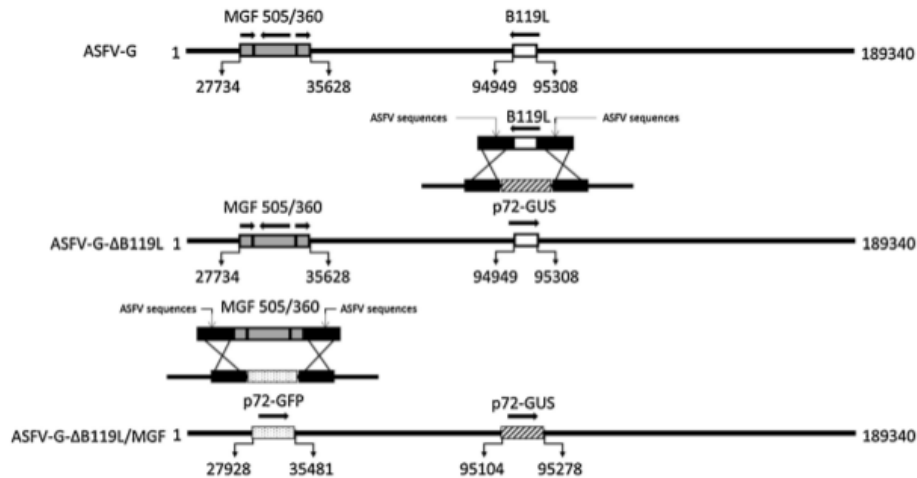 MGF 505/360 B119L
ASFV-G 1 189340
27734 35628 94949 95308
ASFV sequences B119L ASFV sequences
MGF 505/360 p72-GUS
ASFV-G-ΔB119L 1 189340
27734 35628 94949 95308
ASFV sequences MGF 505/360 ASFV sequences
p72-GFP p72-GUS
ASFV-G-ΔB119L/MGF 1 189340
27928 35481 95104 95278